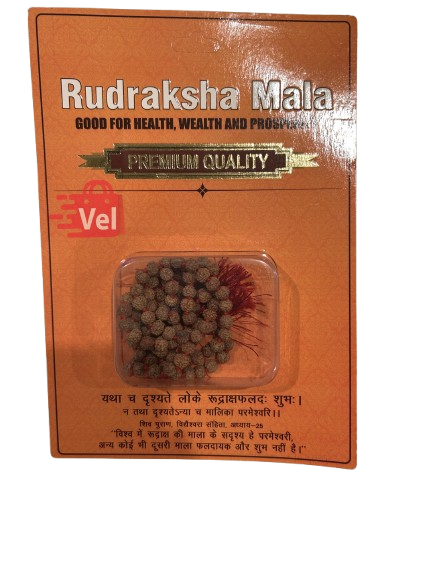 Rudraksha Mala
GOOD FOR HEALTH, WEALTH AND
PREMIUM QUALITY
Vel
यथा च दृश्यते लोके रूद्राक्षफलदः शुभः।
न तथा दृश्यतेऽन्या च मालिका परमेश्वरि।।
शिव पुराण, विद्येश्वरा संहिता, अध्याय-25
"विश्व में रूद्राक्ष की माला के सदृश्य हे परमेश्वरी,
अन्य कोई भी दूसरी माला फलदायक और शुभ नहीं है।"